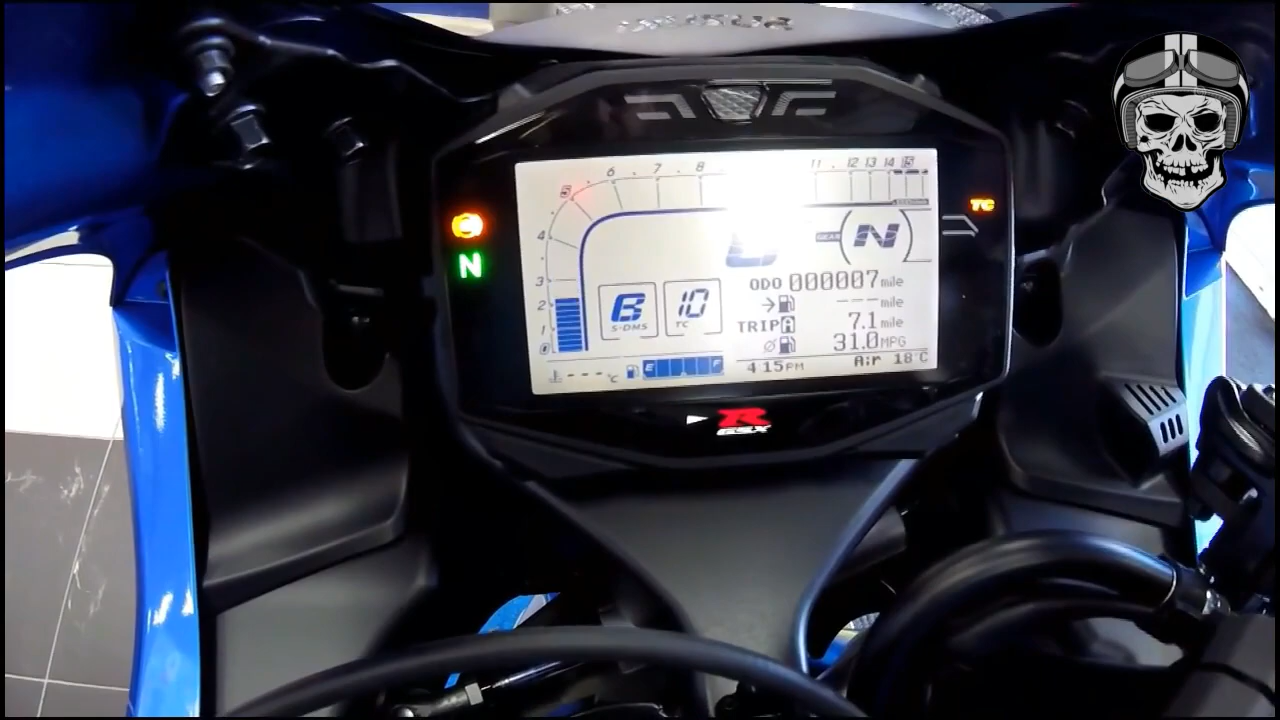 5 6 7 8 11 12 13 14 15
4
3
2
1
0
N
TC
GEAR N
B
S-DMS
10
TC
ODO 000007 mile
--- mile
TRIP A 7.1 mile
31.0 MPG
---°C
E F
4:15 PM
Air 18°C
R
GSX